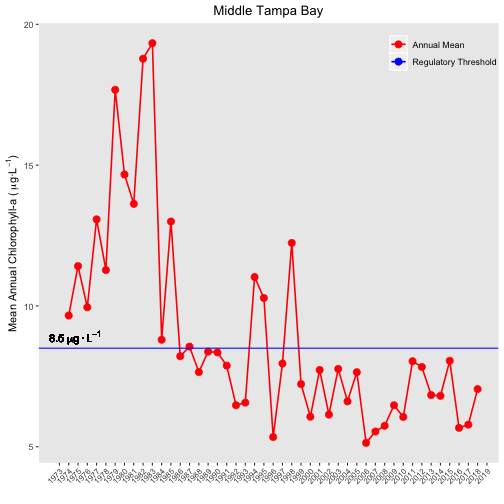 Middle Tampa Bay
20
15
10
5
Mean Annual Chlorophyll-a ( μg·L⁻¹)
8.5 μg·L⁻¹
Annual Mean
Regulatory Threshold
1973 1974 1975 1976 1977 1978 1979 1980 1981 1982 1983 1984 1985 1986 1987 1988 1989 1990 1991 1992 1993 1994 1995 1996 1997 1998 1999 2000 2001 2002 2003 2004 2005 2006 2007 2008 2009 2010 2011 2012 2013 2014 2015 2016 2017 2018 2019